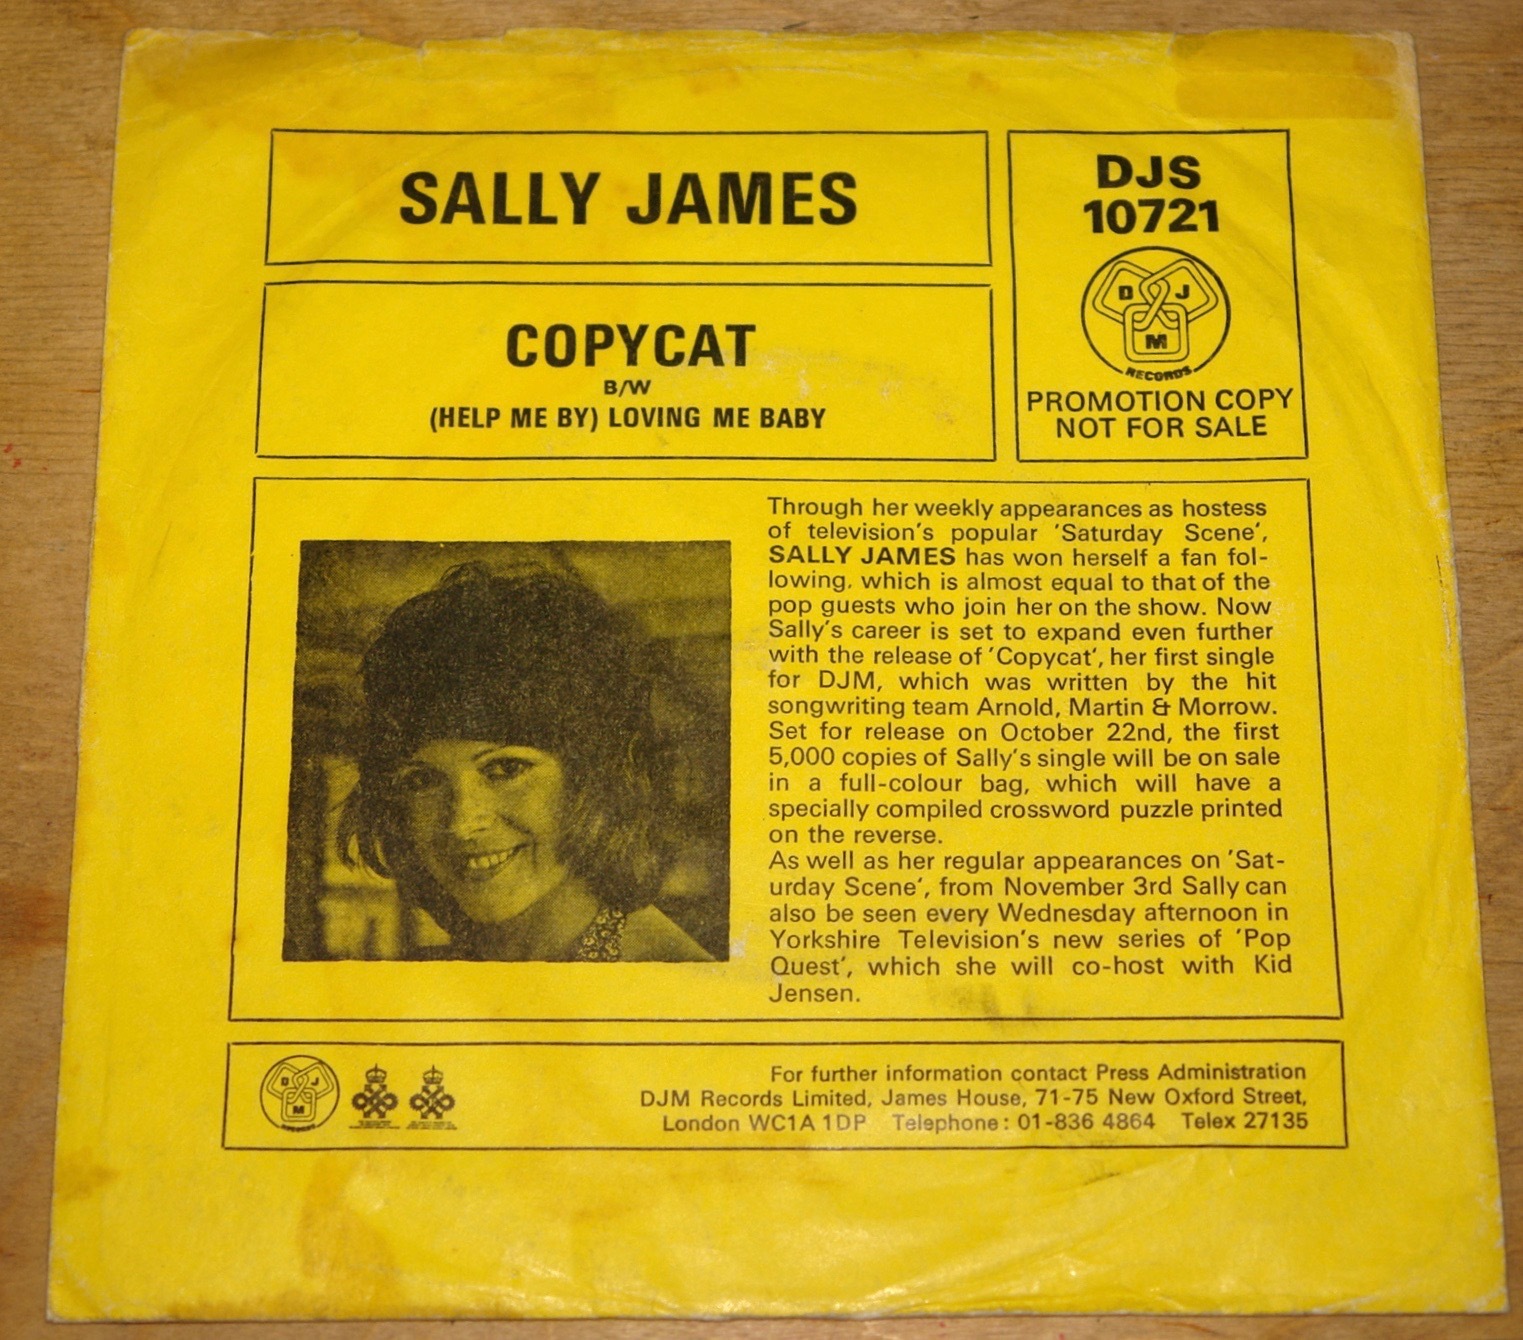 SALLY JAMES
DJS
10721
D J
M
RECORDS
PROMOTION COPY
NOT FOR SALE
COPYCAT
B/W
(HELP ME BY) LOVING ME BABY
Through her weekly appearances as hostess
of television's popular 'Saturday Scene',
SALLY JAMES has won herself a fan fol-
lowing. which is almost equal to that of the
pop guests who join her on the show. Now
Sally's career is set to expand even further
with the release of 'Copycat', her first single
for DJM, which was written by the hit
songwriting team Arnold, Martin & Morrow.
Set for release on October 22nd, the first
5,000 copies of Sally's single will be on sale
in a full-colour bag, which will have a
specially compiled crossword puzzle printed
on the reverse.
As well as her regular appearances on 'Sat-
urday Scene', from November 3rd Sally can
also be seen every Wednesday afternoon in
Yorkshire Television's new series of 'Pop
Quest', which she will co-host with Kid
Jensen.
D J
M
RECORDS
For further information contact Press Administration
DJM Records Limited, James House, 71-75 New Oxford Street,
London WC1A 1DP Telephone: 01-836 4864 Telex 27135